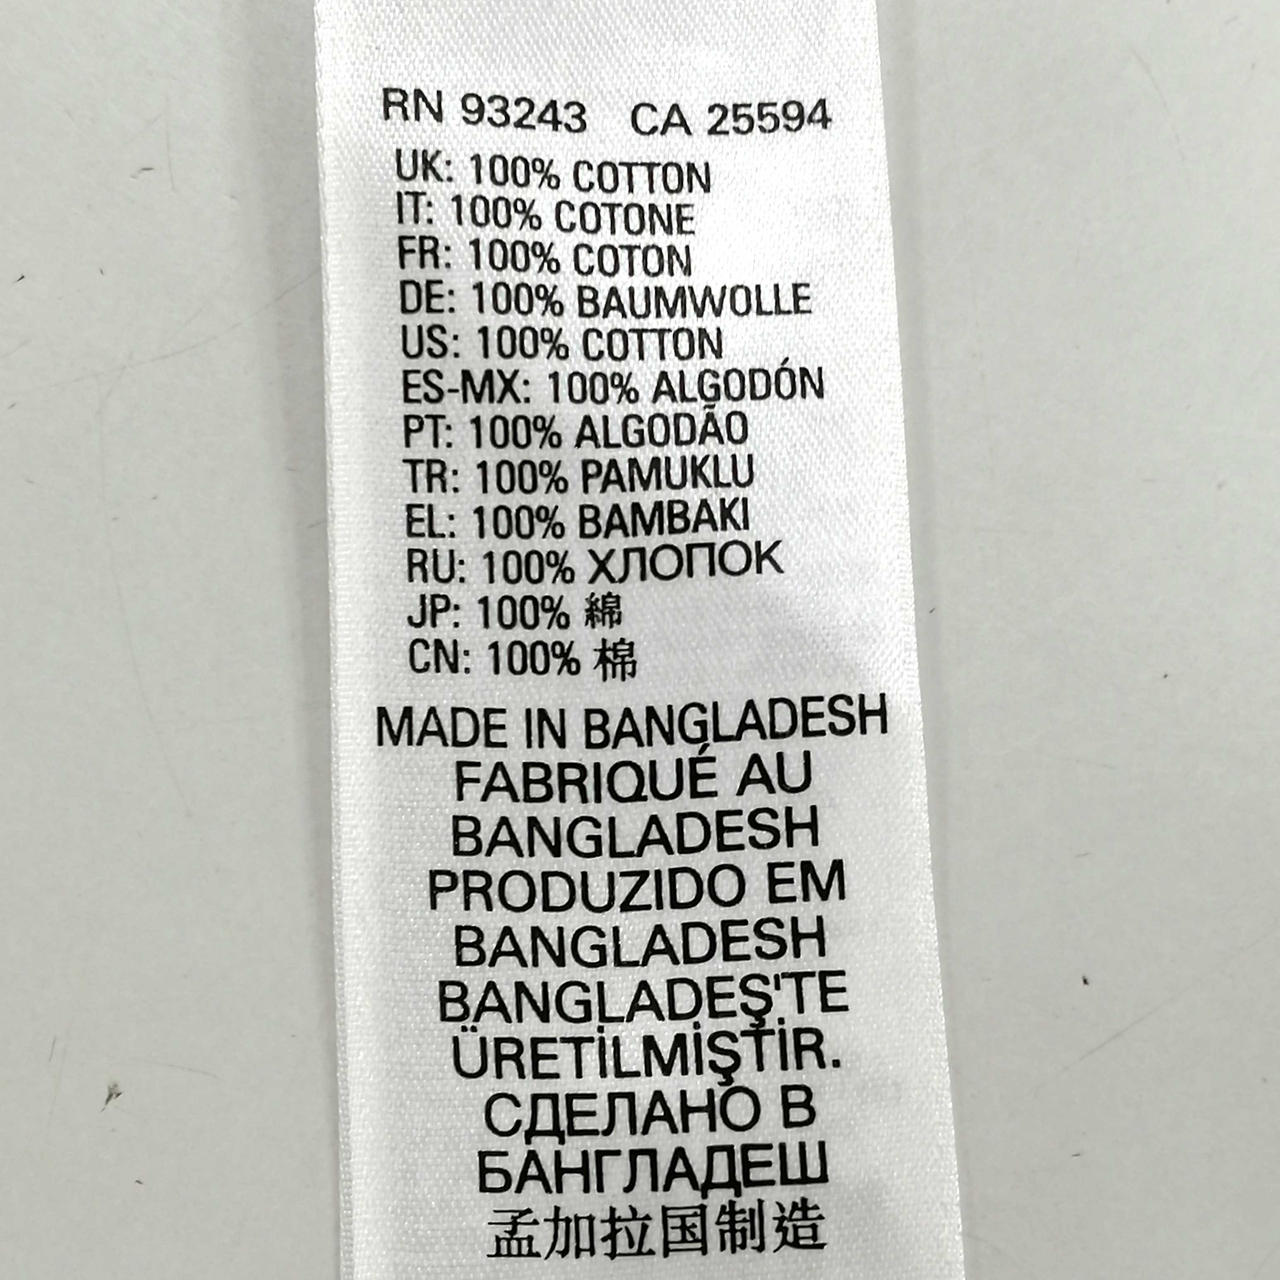 RN 93243 CA 25594
UK: 100% COTTON
IT: 100% COTONE
FR: 100% COTON
DE: 100% BAUMWOLLE
US: 100% COTTON
ES-MX: 100% ALGODÓN
PT: 100% ALGODÃO
TR: 100% PAMUKLU
EL: 100% BAMBAKI
RU: 100% ХЛОПОК
JP: 100% 綿
CN: 100% 棉
MADE IN BANGLADESH
FABRIQUÉ AU
BANGLADESH
PRODUZIDO EM
BANGLADESH
BANGLADEŞ'TE
ÜRETİLMİŞTİR.
СДЕЛАНО В
БАНГЛАДЕШ
孟加拉国制造